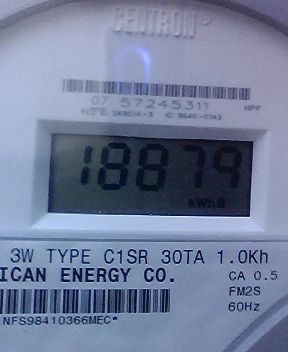 CENTRON
07 57245311 HPP
18879
kWh
3W TYPE C1SR 30TA 1.0Kh
ICAN ENERGY CO. CA 0.5
FM2S
60Hz
NFS98410366MEC*